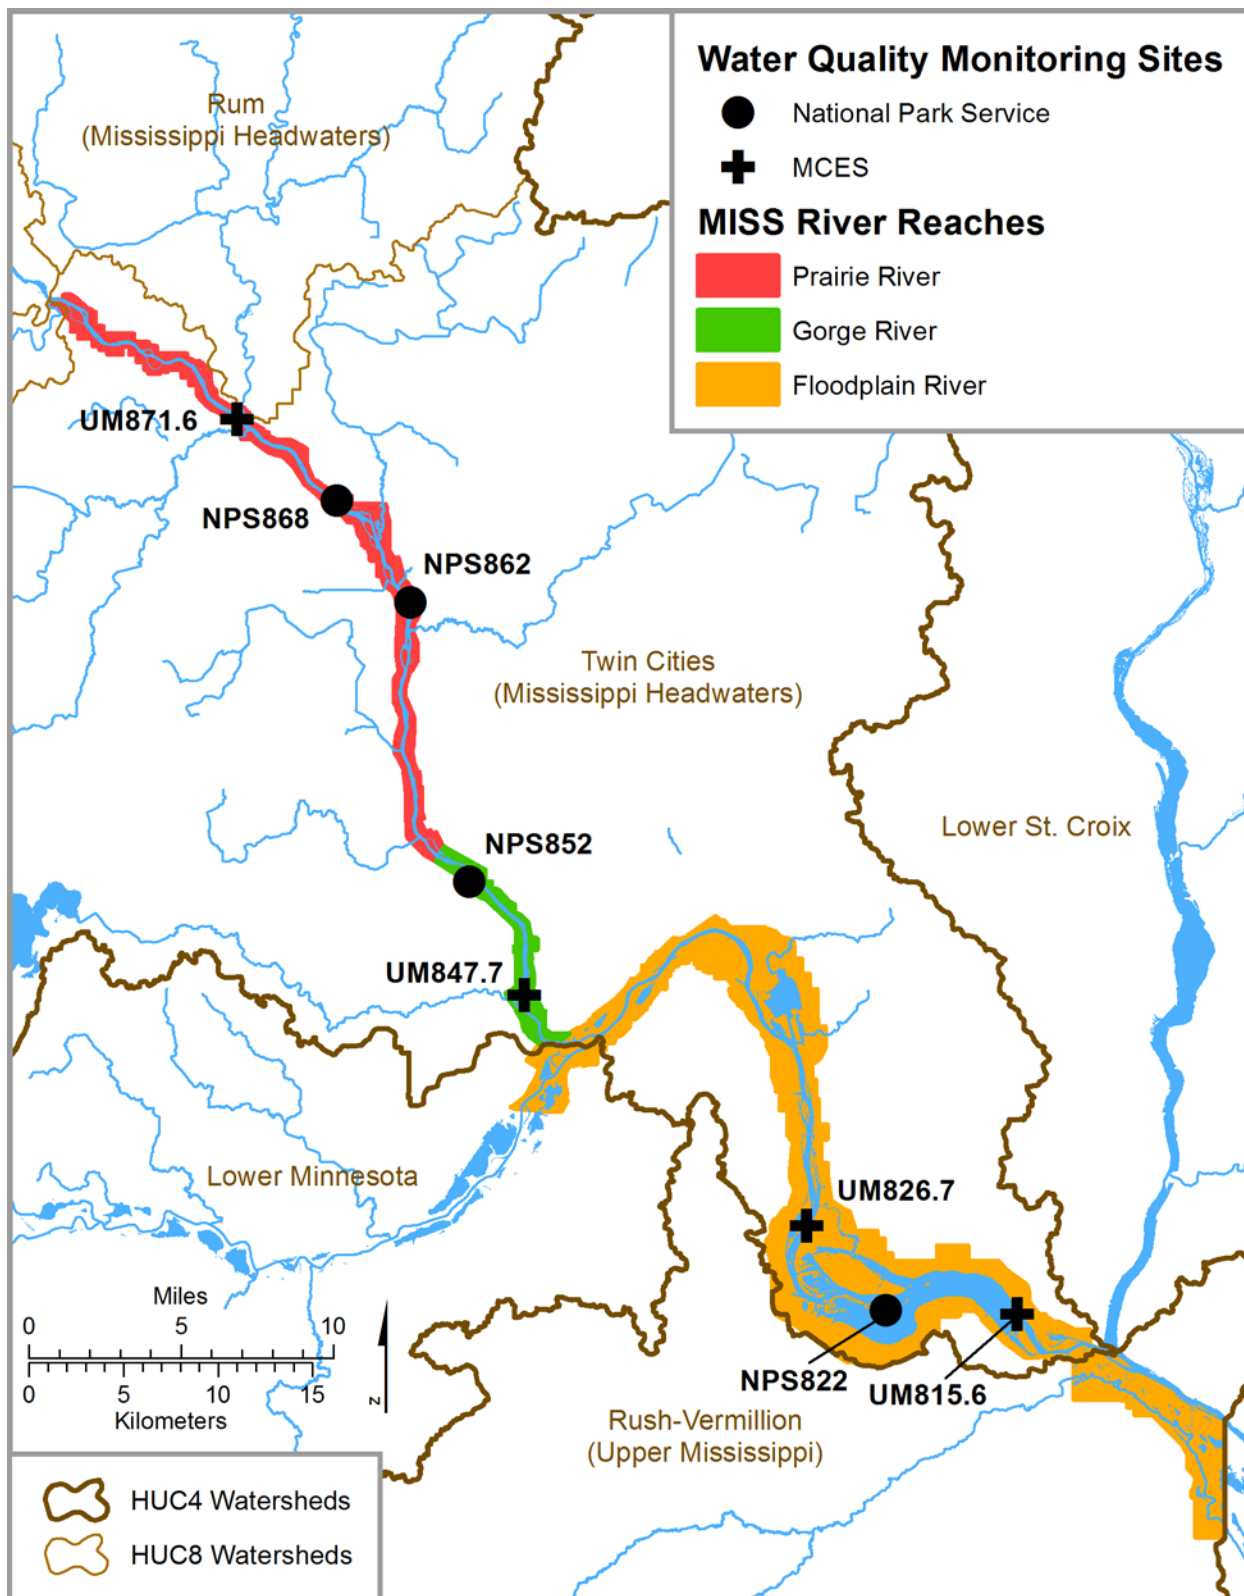 Water Quality Monitoring Sites
National Park Service
MCES
MISS River Reaches
Prairie River
Gorge River
Floodplain River
Rum
(Mississippi Headwaters)
UM871.6
NPS868
NPS862
Twin Cities
(Mississippi Headwaters)
NPS852
Lower St. Croix
UM847.7
Lower Minnesota
UM826.7
NPS822
UM815.6
Rush-Vermillion
(Upper Mississippi)
Miles
0 5 10
0 5 10 15
Kilometers
N
HUC4 Watersheds
HUC8 Watersheds